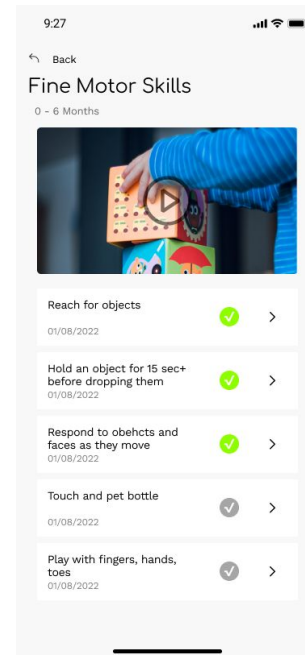 9:27
Back
Fine Motor Skills
0 - 6 Months
Reach for objects
01/08/2022
Hold an object for 15 sec+
before dropping them
01/08/2022
Respond to obehcts and
faces as they move
01/08/2022
Touch and pet bottle
01/08/2022
Play with fingers, hands,
toes
01/08/2022